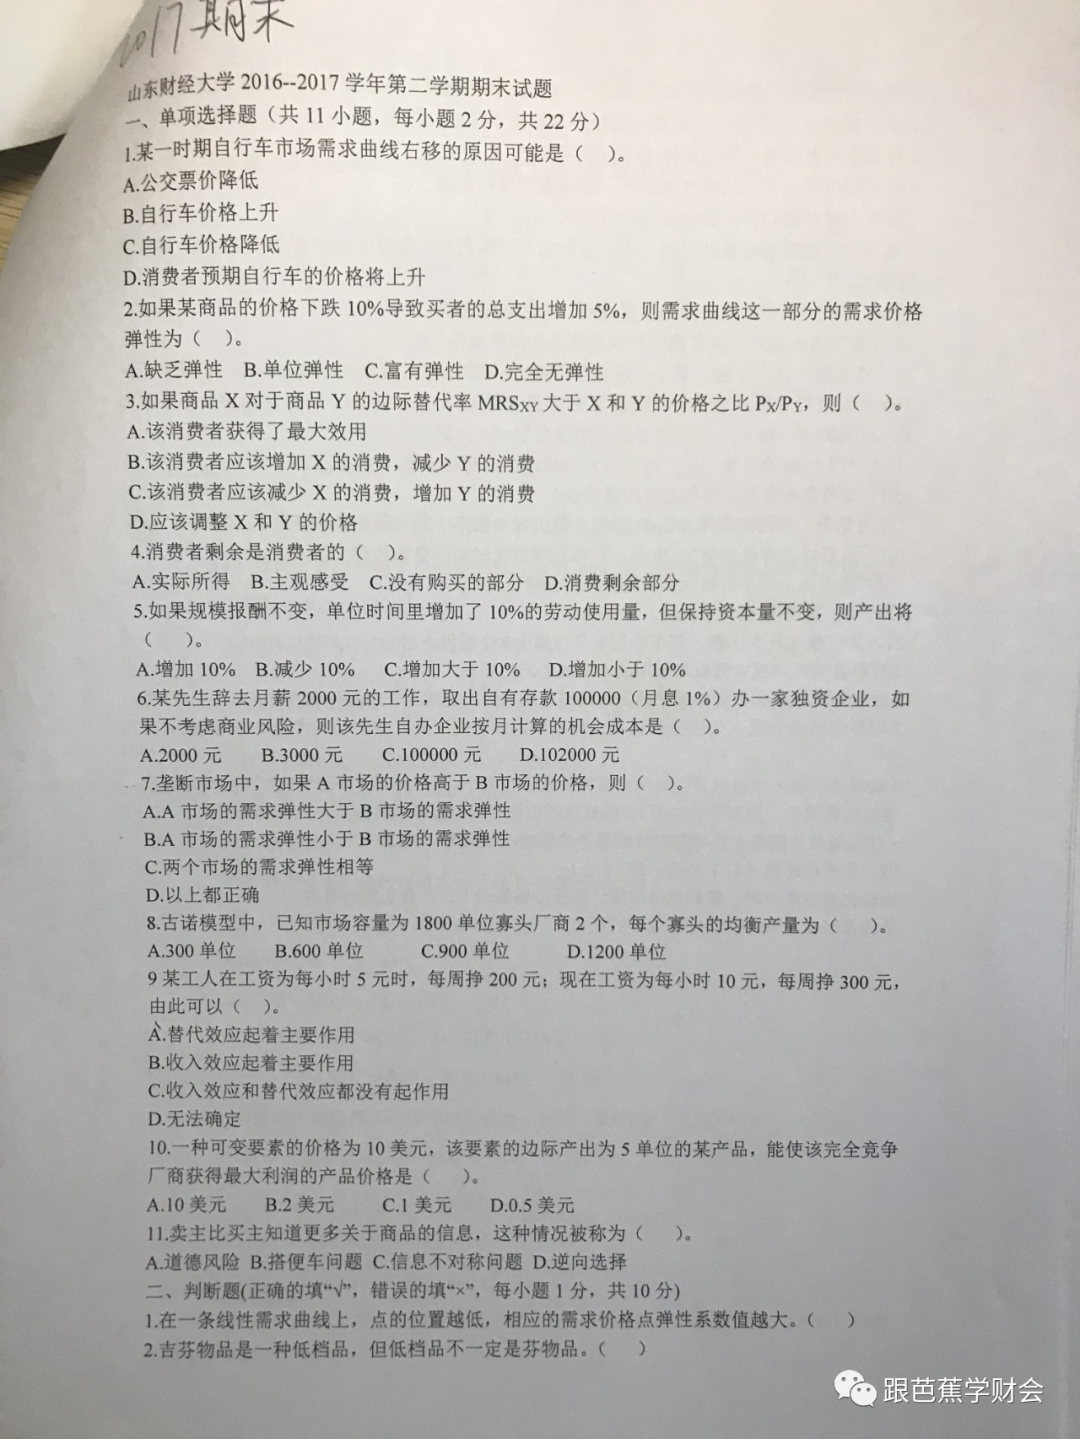 2017期末
山东财经大学 2016--2017 学年第二学期期末试题
一、单项选择题（共 11 小题，每小题 2 分，共 22 分）
1.某一时期自行车市场需求曲线右移的原因可能是（ ）。
A.公交票价降低
B.自行车价格上升
C.自行车价格降低
D.消费者预期自行车的价格将上升
2.如果某商品的价格下跌 10%导致买者的总支出增加 5%，则需求曲线这一部分的需求价格
弹性为（ ）。
A.缺乏弹性 B.单位弹性 C.富有弹性 D.完全无弹性
3.如果商品 X 对于商品 Y 的边际替代率 MRSXY 大于 X 和 Y 的价格之比 PX/PY，则（ ）。
A.该消费者获得了最大效用
B.该消费者应该增加 X 的消费，减少 Y 的消费
C.该消费者应该减少 X 的消费，增加 Y 的消费
D.应该调整 X 和 Y 的价格
4.消费者剩余是消费者的（ ）。
A.实际所得 B.主观感受 C.没有购买的部分 D.消费剩余部分
5.如果规模报酬不变，单位时间里增加了 10%的劳动使用量，但保持资本量不变，则产出将
（ ）。
A.增加 10% B.减少 10% C.增加大于 10% D.增加小于 10%
6.某先生辞去月薪 2000 元的工作，取出自有存款 100000（月息 1%）办一家独资企业，如
果不考虑商业风险，则该先生自办企业按月计算的机会成本是（ ）。
A.2000 元 B.3000 元 C.100000 元 D.102000 元
7.垄断市场中，如果 A 市场的价格高于 B 市场的价格，则（ ）。
A.A 市场的需求弹性大于 B 市场的需求弹性
B.A 市场的需求弹性小于 B 市场的需求弹性
C.两个市场的需求弹性相等
D.以上都正确
8.古诺模型中，已知市场容量为 1800 单位寡头厂商 2 个，每个寡头的均衡产量为（ ）。
A.300 单位 B.600 单位 C.900 单位 D.1200 单位
9 某工人在工资为每小时 5 元时，每周挣 200 元；现在工资为每小时 10 元，每周挣 300 元，
由此可以（ ）。
A.替代效应起着主要作用
B.收入效应起着主要作用
C.收入效应和替代效应都没有起作用
D.无法确定
10.一种可变要素的价格为 10 美元，该要素的边际产出为 5 单位的某产品，能使该完全竞争
厂商获得最大利润的产品价格是（ ）。
A.10 美元 B.2 美元 C.1 美元 D.0.5 美元
11.卖主比买主知道更多关于商品的信息，这种情况被称为（ ）。
A.道德风险 B.搭便车问题 C.信息不对称问题 D.逆向选择
二、判断题(正确的填“√”，错误的填“×”，每小题 1 分，共 10 分)
1.在一条线性需求曲线上，点的位置越低，相应的需求价格点弹性系数值越大。（ ）
2.吉芬物品是一种低档品，但低档品不一定是芬物品。（ ）
跟芭蕉学财会